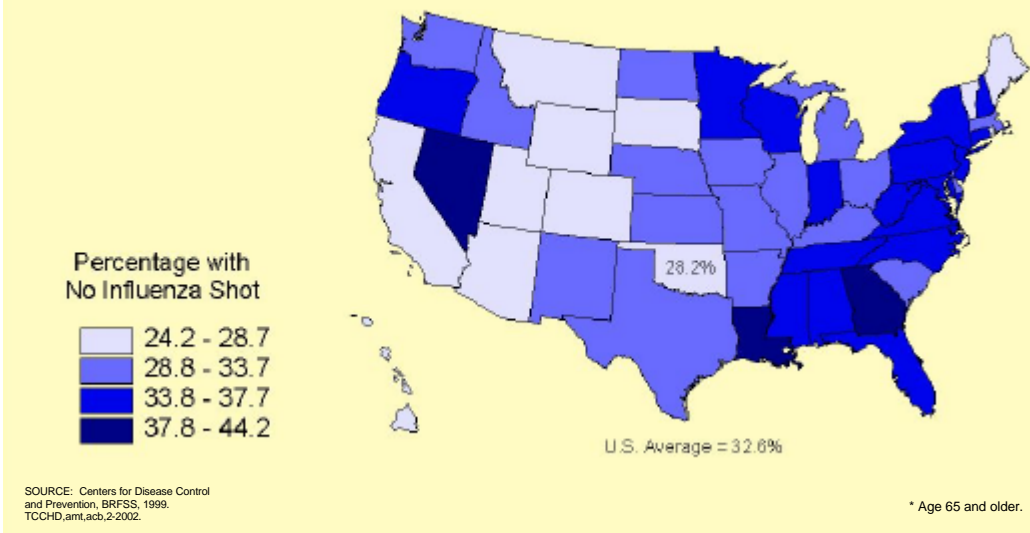 28.2%
Percentage with
No Influenza Shot
24.2 - 28.7
28.8 - 33.7
33.8 - 37.7
37.8 - 44.2
U.S. Average = 32.6%
SOURCE: Centers for Disease Control
and Prevention, BRFSS, 1999.
TCCHD,amt,acb,2-2002.
* Age 65 and older.